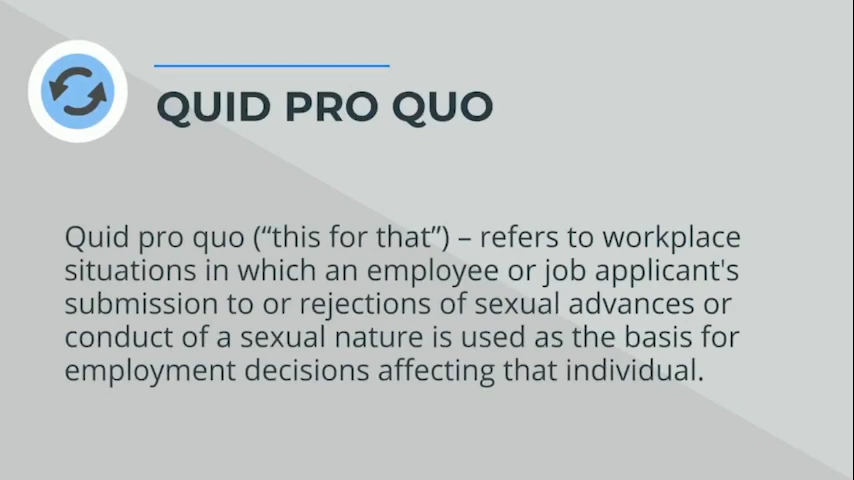 QUID PRO QUO
Quid pro quo (“this for that”) – refers to workplace
situations in which an employee or job applicant's
submission to or rejections of sexual advances or
conduct of a sexual nature is used as the basis for
employment decisions affecting that individual.